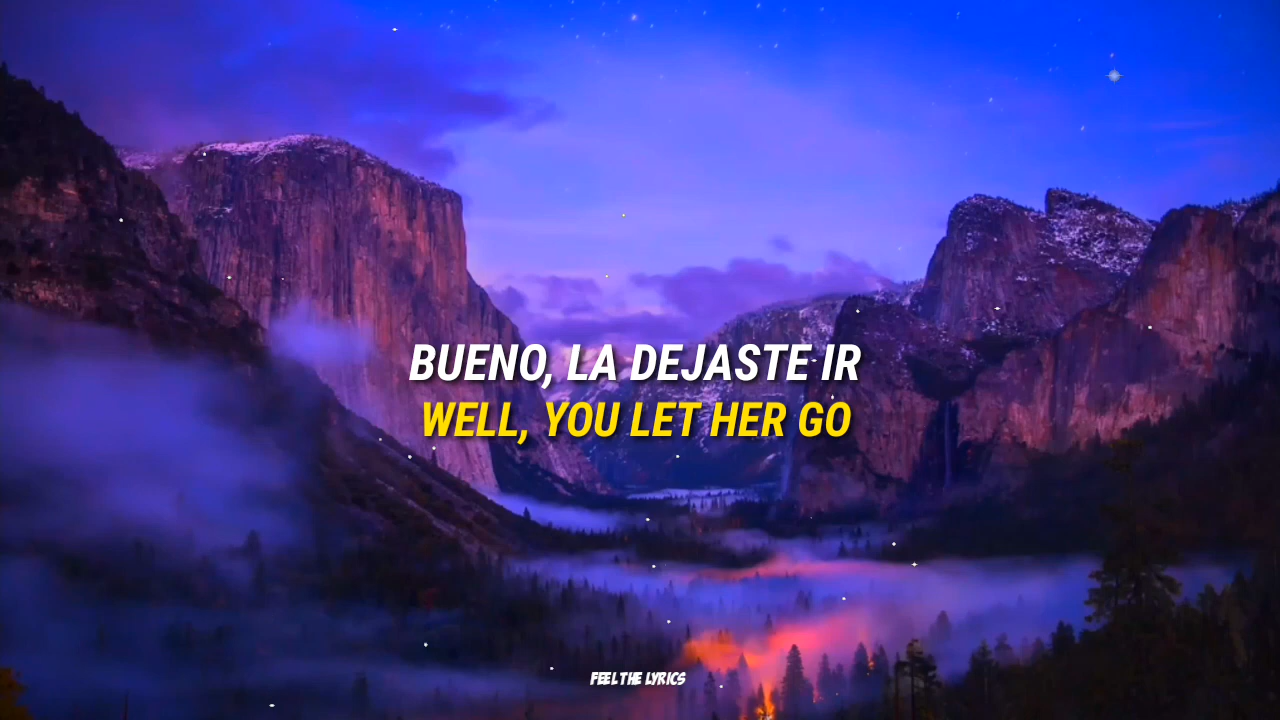 BUENO, LA DEJASTE IR
WELL, YOU LET HER GO
FEEL THE LYRICS